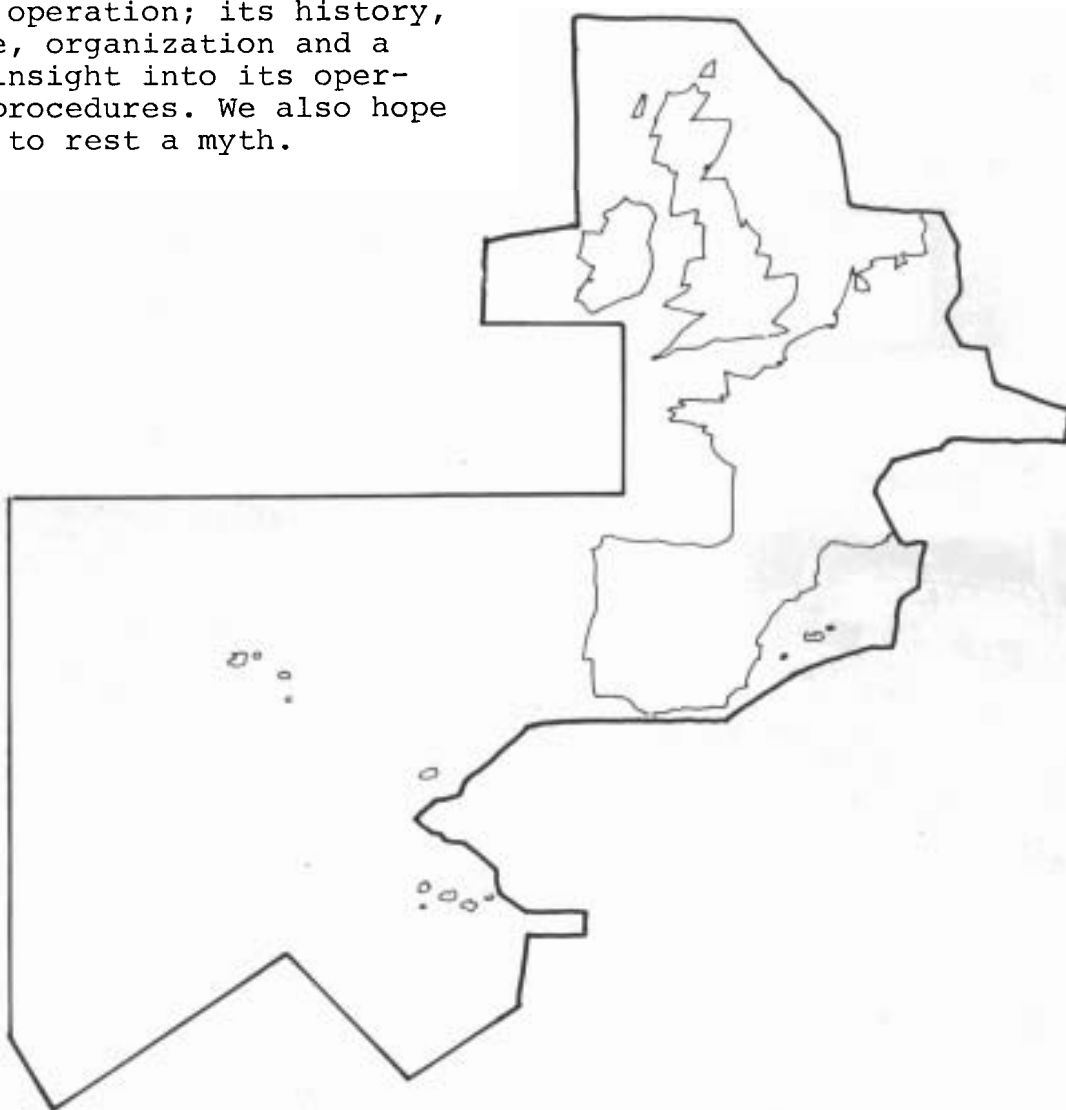 operation; its history,
e, organization and a
insight into its oper-
procedures. We also hope
to rest a myth.